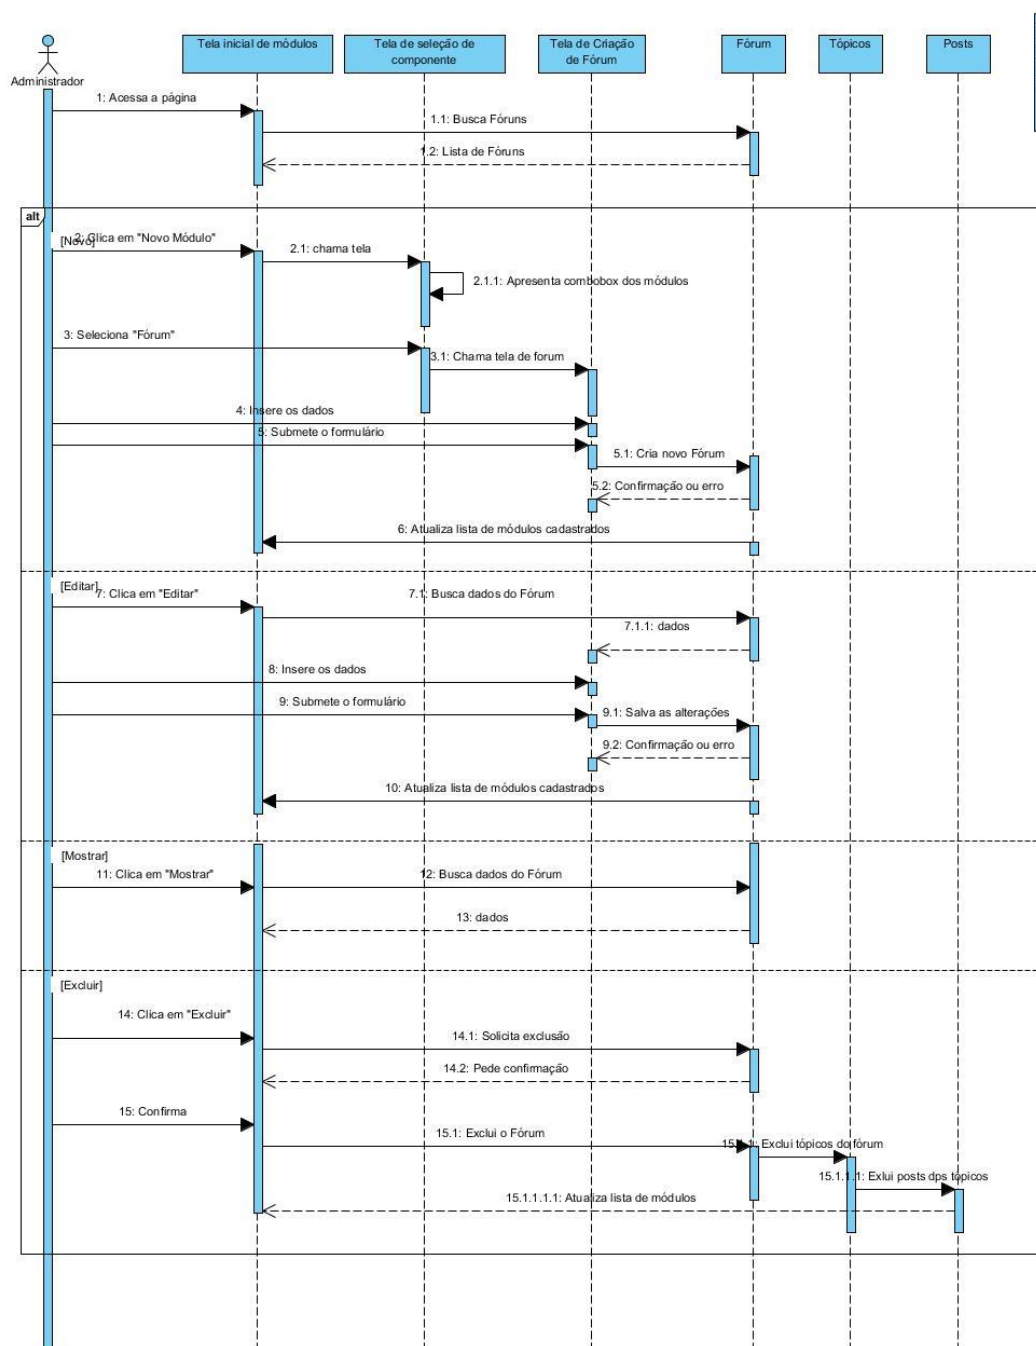 Tela inicial de módulos
Tela de seleção de
componente
Tela de Criação
de Fórum
Fórum
Tópicos
Posts
Administrador
1: Acessa a página
1.1: Busca Fóruns
1.2: Lista de Fóruns
alt
[Novo]
2: Clica em "Novo Módulo"
2.1: chama tela
2.1.1: Apresenta combobox dos módulos
3: Seleciona "Fórum"
3.1: Chama tela de forum
4: Insere os dados
5: Submete o formulário
5.1: Cria novo Fórum
5.2: Confirmação ou erro
6: Atualiza lista de módulos cadastrados
[Editar]
7: Clica em "Editar"
7.1: Busca dados do Fórum
7.1.1: dados
8: Insere os dados
9: Submete o formulário
9.1: Salva as alterações
9.2: Confirmação ou erro
10: Atualiza lista de módulos cadastrados
[Mostrar]
11: Clica em "Mostrar"
12: Busca dados do Fórum
13: dados
[Excluir]
14: Clica em "Excluir"
14.1: Solicita exclusão
14.2: Pede confirmação
15: Confirma
15.1: Exclui o Fórum
15.1.1: Exclui tópicos do fórum
15.1.1.1: Exlui posts dps tópicos
15.1.1.1.1: Atualiza lista de módulos